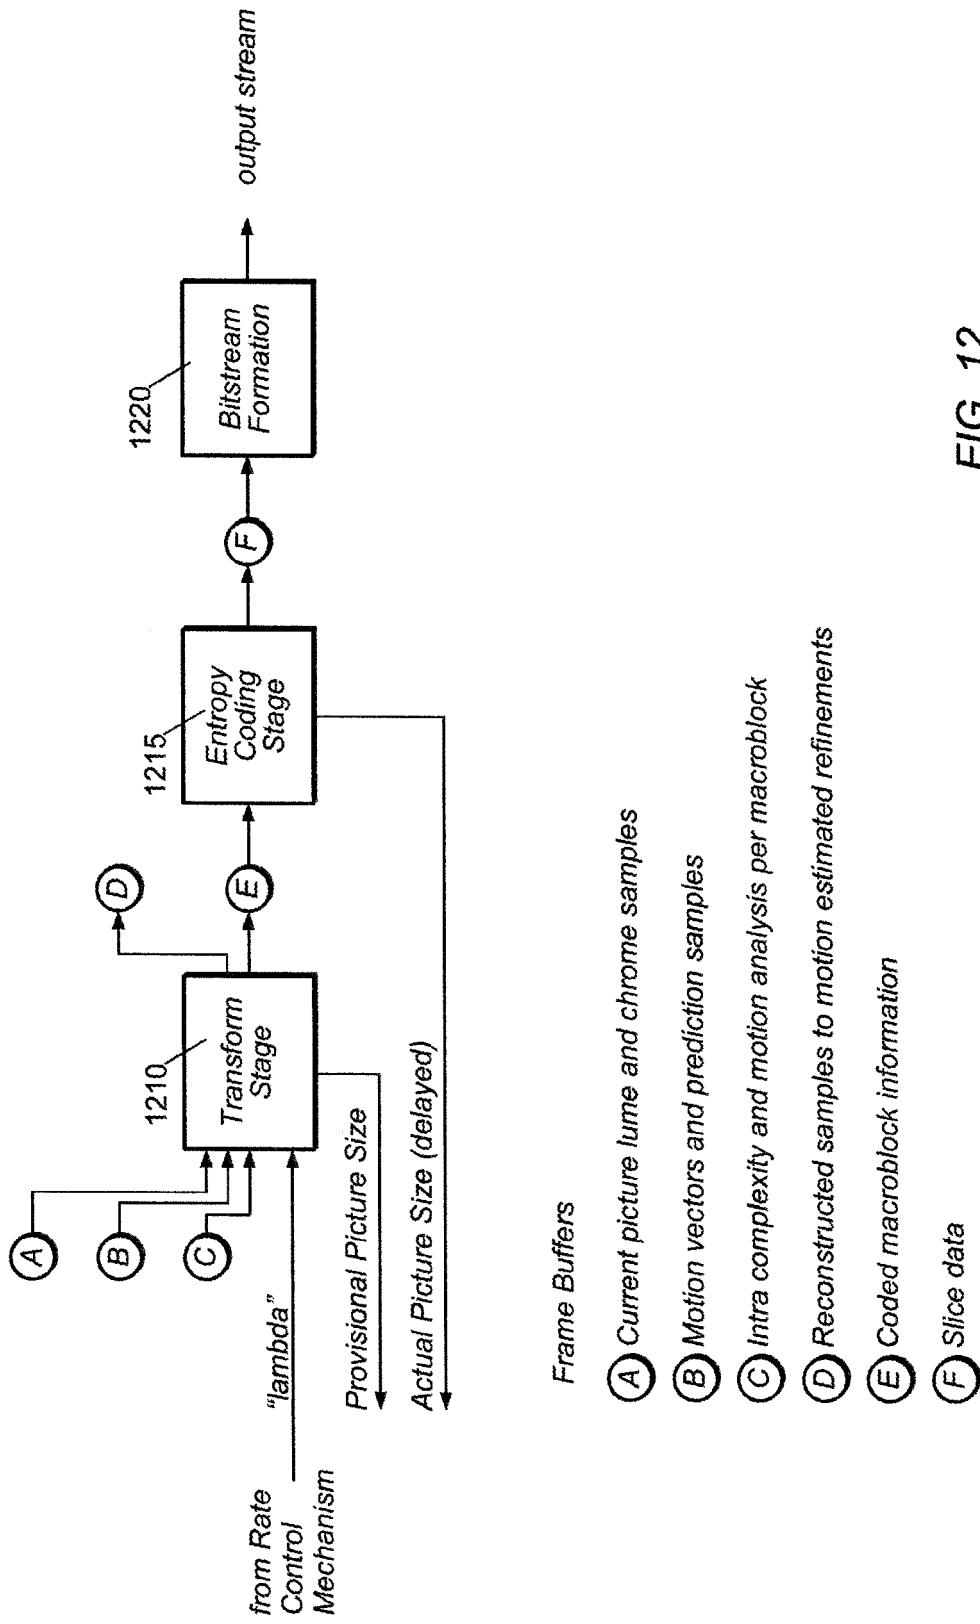 A
B
C
from Rate
Control
Mechanism
"lambda"
1210
Transform
Stage
Provisional Picture Size
Actual Picture Size (delayed)
D
E
1215
Entropy
Coding
Stage
F
1220
Bitstream
Formation
output stream
Frame Buffers
A Current picture lume and chrome samples
B Motion vectors and prediction samples
C Intra complexity and motion analysis per macroblock
D Reconstructed samples to motion estimated refinements
E Coded macroblock information
F Slice data
FIG. 12